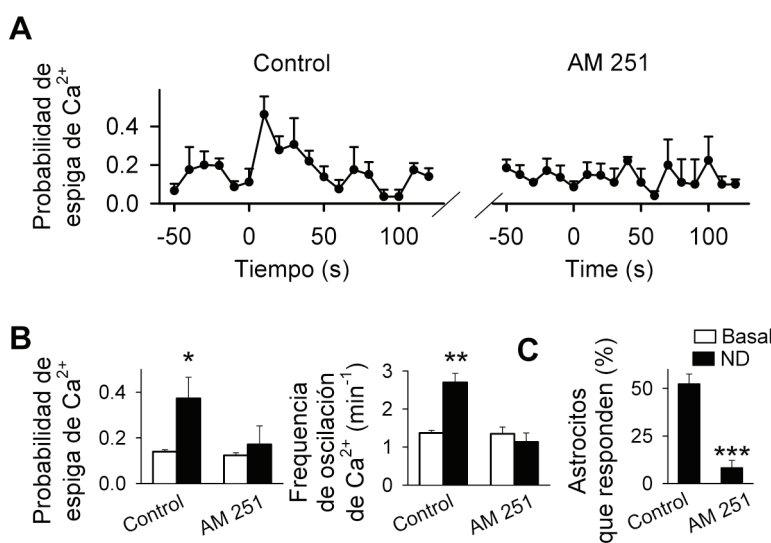 A
Control
AM 251
Probabilidad de
espiga de Ca²⁺
0.4
0.2
0.0
-50
0
50
100
-50
0
50
100
Tiempo (s)
Time (s)
B
Probabilidad de
espiga de Ca²⁺
0.4
0.2
0.0
*
Control
AM 251
Frequencia
de oscilación
de Ca²⁺ (min⁻¹)
3
2
1
0
**
Control
AM 251
C
Basal
ND
Astrocitos
que responden (%)
50
25
0
***
Control
AM 251